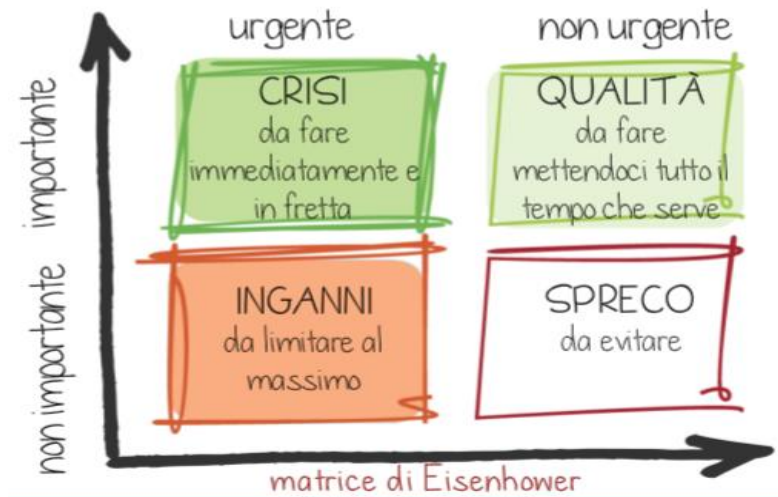 urgente
non urgente
importante
CRISI
da fare
immediatamente e
in fretta
QUALITÀ
da fare
mettendoci tutto il
tempo che serve
non importante
INGANNI
da limitare al
massimo
SPRECO
da evitare
matrice di Eisenhower